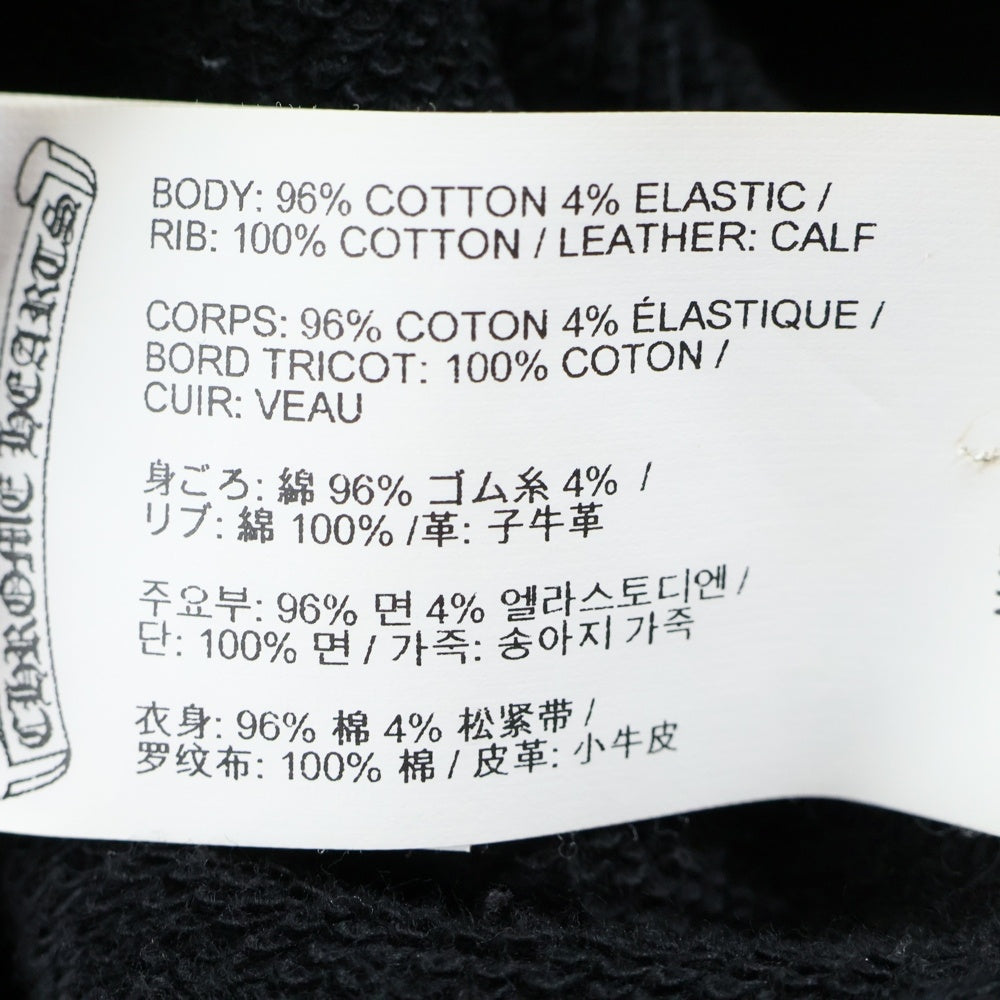 CHROME HEARTS
BODY: 96% COTTON 4% ELASTIC /
RIB: 100% COTTON / LEATHER: CALF
CORPS: 96% COTON 4% ÉLASTIQUE /
BORD TRICOT: 100% COTON /
CUIR: VEAU
身ごろ: 綿 96% ゴム糸 4% /
リブ: 綿 100% /革: 子牛革
주요부: 96% 면 4% 엘라스토디엔 /
단: 100% 면 / 가죽: 송아지 가죽
衣身: 96% 棉 4% 松紧带 /
罗纹布: 100% 棉 / 皮革: 小牛皮